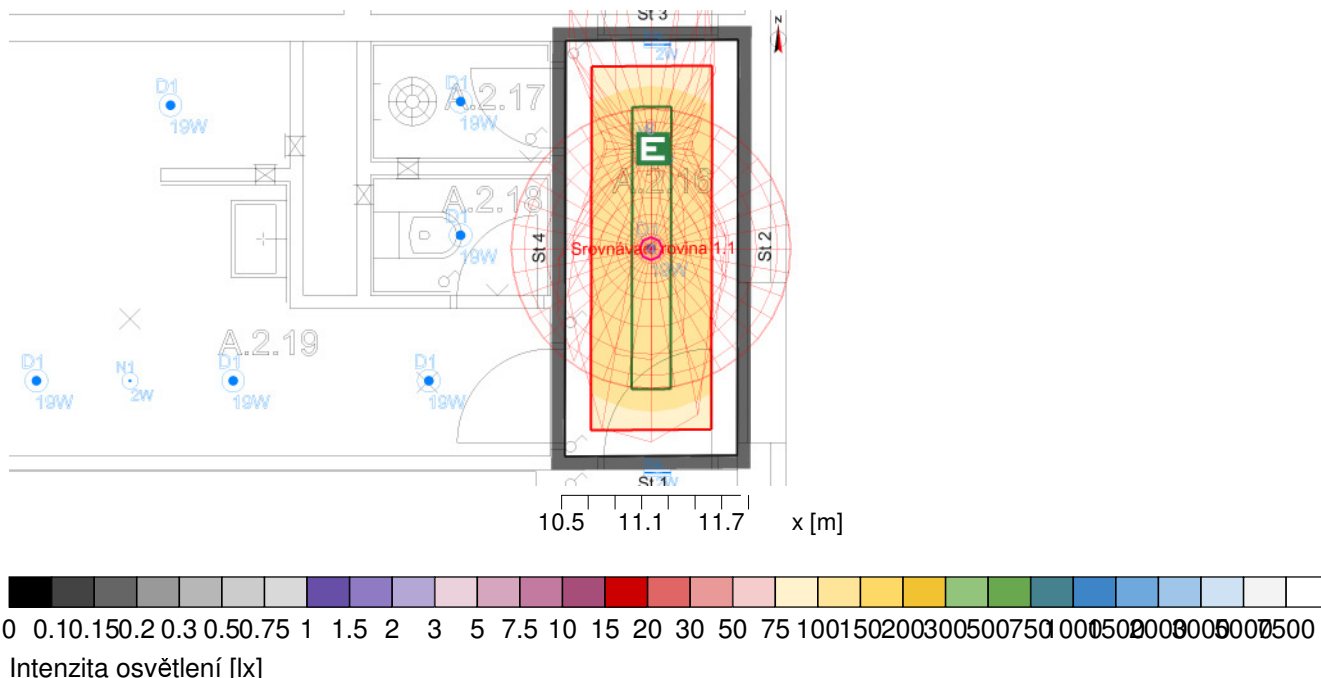 St 3
z
2W
D1
19W
D1
A.2.17
19W
E
A.2.16
A.2.18
D1
19W
St 4
Srovnávací rovina 1.1
19W
St 2
A.2.19
D1
19W
N1
2W
D1
19W
D1
19W
St 1
10.5 11.1 11.7 x [m]
0 0.1 0.15 0.2 0.3 0.5 0.75 1 1.5 2 3 5 7.5 10 15 20 30 50 75 100 150 200 300 500 750 1000 1500 2000 3000 5000 7500
Intenzita osvětlení [lx]